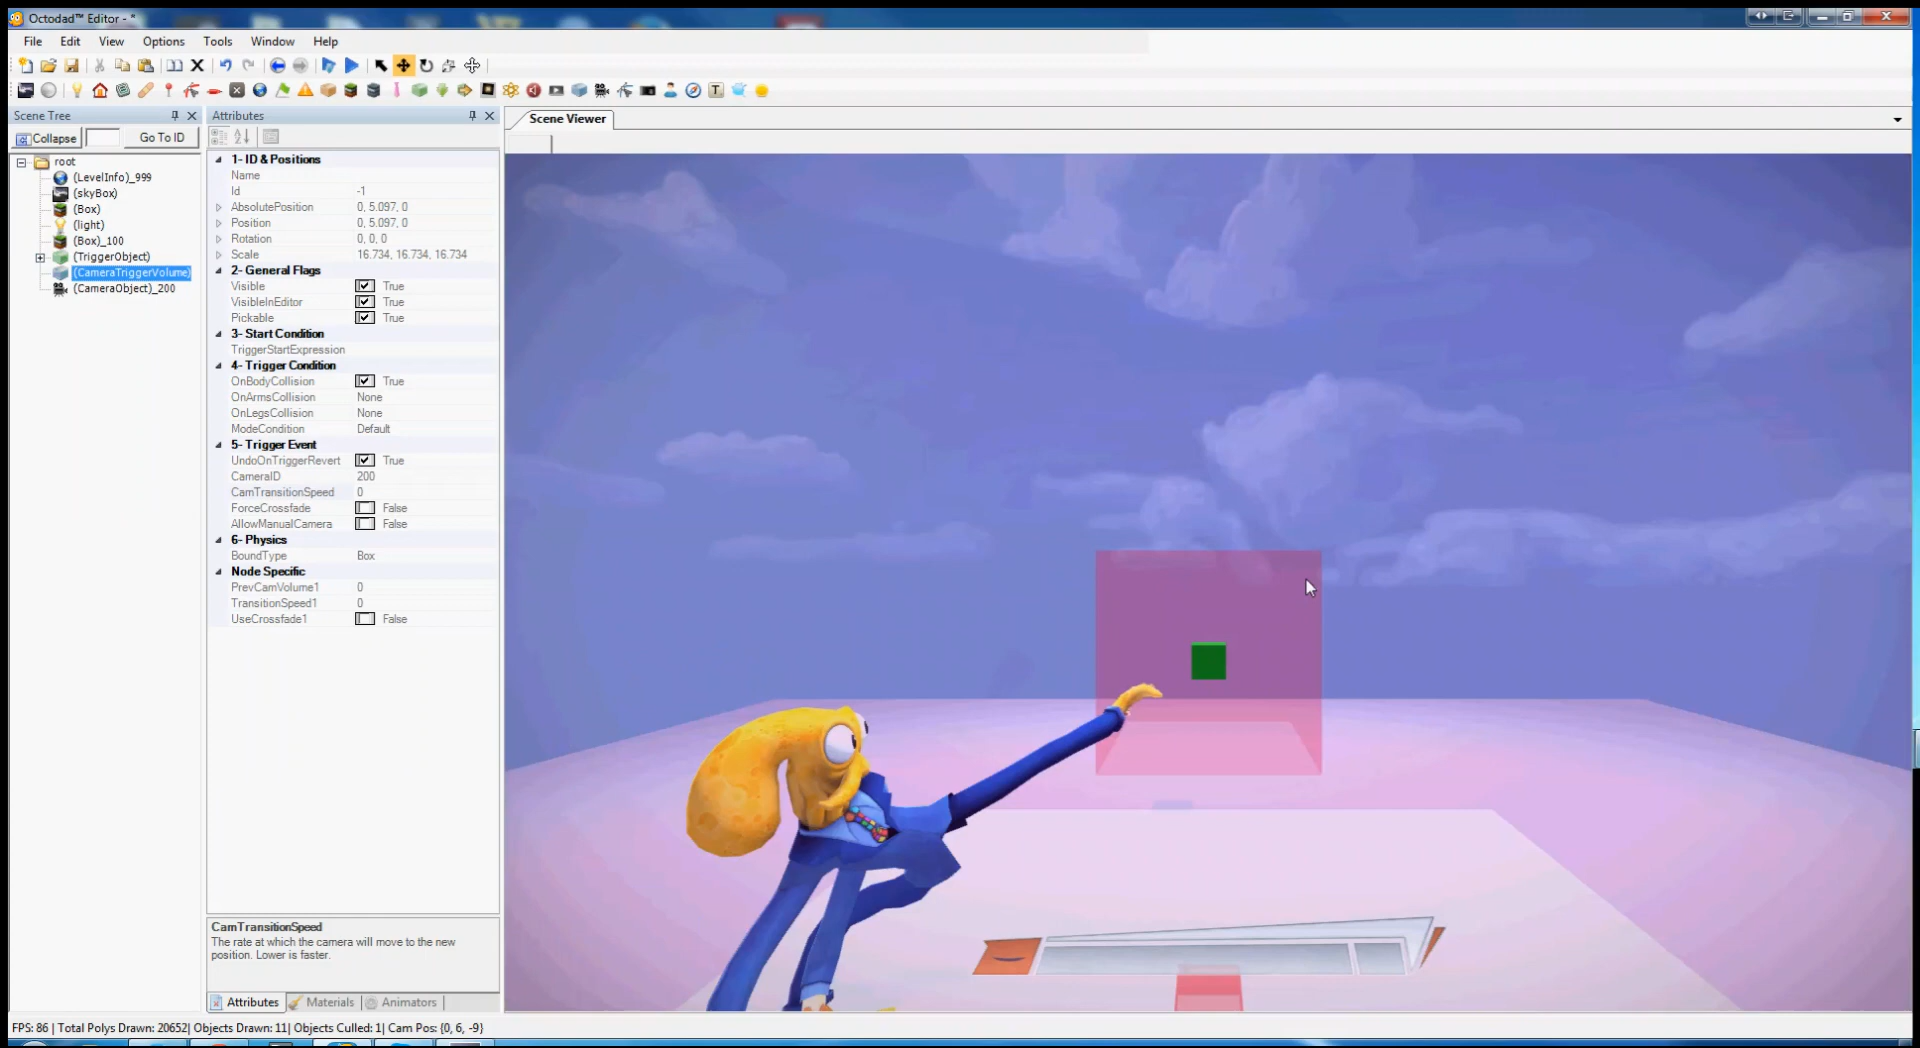 Octodad™ Editor - *
File Edit View Options Tools Window Help
Scene Tree
Collapse Go To ID
root
(LevelInfo)_999
(skyBox)
(Box)
(light)
(Box)_100
(TriggerObject)
(CameraTriggerVolume)
(CameraObject)_200
Attributes
1- ID & Positions
Name
Id -1
AbsolutePosition 0, 5.097, 0
Position 0, 5.097, 0
Rotation 0, 0, 0
Scale 16.734, 16.734, 16.734
2- General Flags
Visible True
VisibleInEditor True
Pickable True
3- Start Condition
TriggerStartExpression
4- Trigger Condition
OnBodyCollision True
OnArmsCollision None
OnLegsCollision None
ModeCondition Default
5- Trigger Event
UndoOnTriggerRevert True
CameraID 200
CamTransitionSpeed 0
ForceCrossfade False
AllowManualCamera False
6- Physics
BoundType Box
Node Specific
PrevCamVolume1 0
TransitionSpeed1 0
UseCrossfade1 False
CamTransitionSpeed
The rate at which the camera will move to the new
position. Lower is faster.
Attributes Materials Animators
Scene Viewer
FPS: 86 | Total Polys Drawn: 20652| Objects Drawn: 11| Objects Culled: 1| Cam Pos: {0, 6, -9}